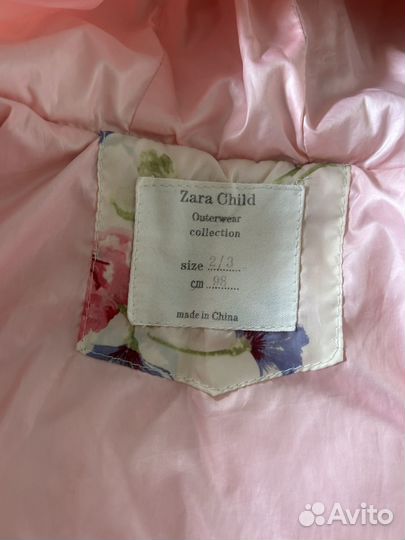 Zara Child
Outerwear
collection
size 2/3
cm 98
made in China
Avito